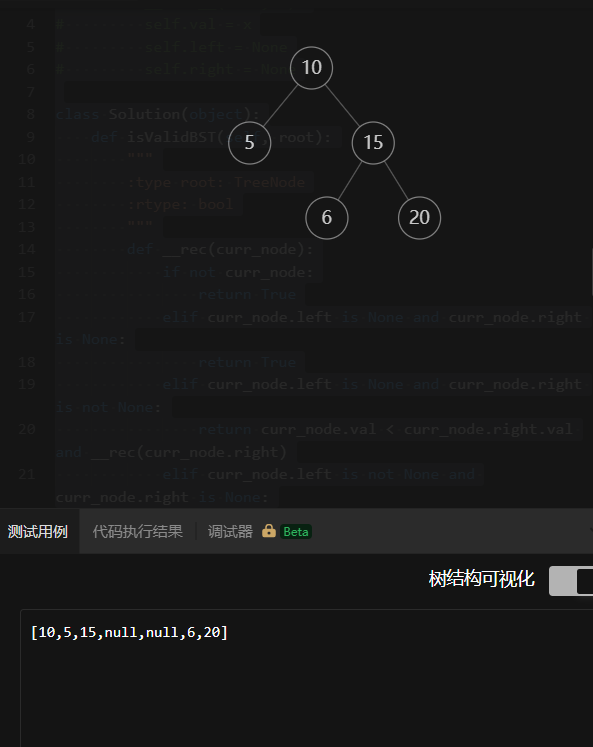 4 #         self.val = x
5 #         self.left = None
6 #         self.right = None
7
8 class Solution(object):
9     def isValidBST(self, root):
10         """
11         :type root: TreeNode
12         :rtype: bool
13         """
14         def __rec(curr_node):
15             if not curr_node:
16                 return True
17             elif curr_node.left is None and curr_node.right
is None:
18                 return True
19             elif curr_node.left is None and curr_node.right
is not None:
20                 return curr_node.val < curr_node.right.val
and __rec(curr_node.right)
21             elif curr_node.left is not None and
curr_node.right is None:
10
5 15
6 20
测试用例 代码执行结果 调试器 Beta
树结构可视化
[10,5,15,null,null,6,20]